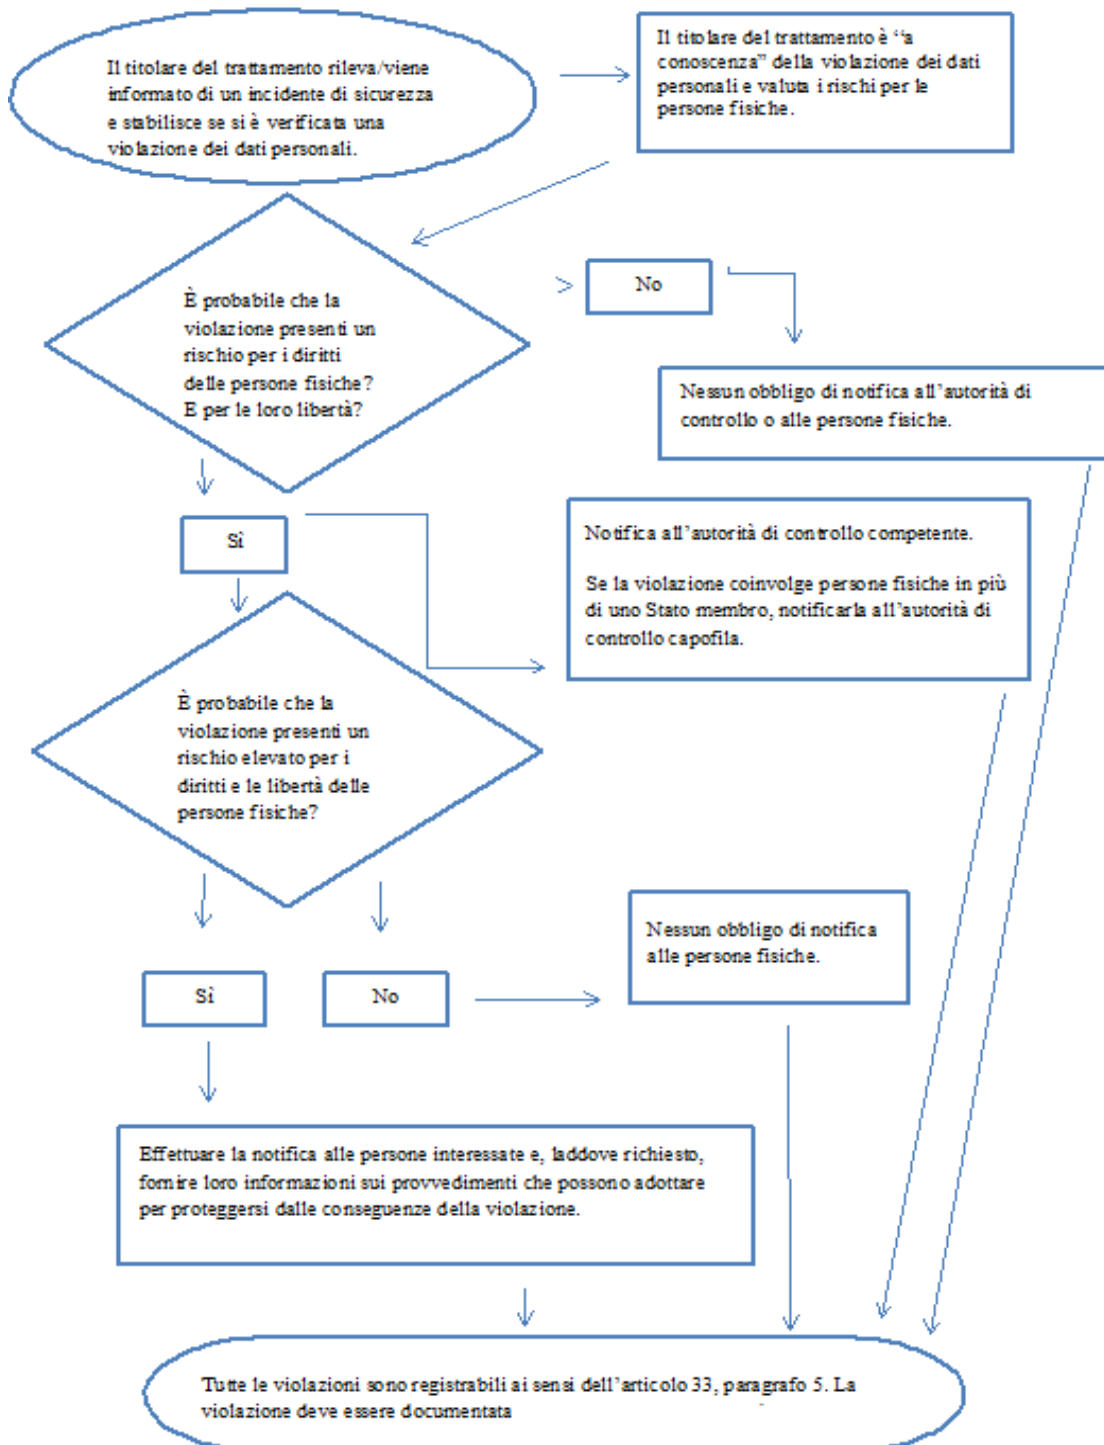 Il titolare del trattamento rileva/viene
informato di un incidente di sicurezza
e stabilisce se si è verificata una
violazione dei dati personali.
Il titolare del trattamento è “a
conoscenza” della violazione dei dati
personali e valuta i rischi per le
persone fisiche.
È probabile che la
violazione presenti un
rischio per i diritti
delle persone fisiche?
E per le loro libertà?
No
Nessun obbligo di notifica all’autorità di
controllo o alle persone fisiche.
Sì
Notifica all’autorità di controllo competente.
Se la violazione coinvolge persone fisiche in più
di uno Stato membro, notificarla all’autorità di
controllo capofila.
È probabile che la
violazione presenti un
rischio elevato per i
diritti e le libertà delle
persone fisiche?
Sì
No
Nessun obbligo di notifica
alle persone fisiche.
Effettuare la notifica alle persone interessate e, laddove richiesto,
fornire loro informazioni sui provvedimenti che possono adottare
per proteggersi dalle conseguenze della violazione.
Tutte le violazioni sono registrabili ai sensi dell’articolo 33, paragrafo 5. La
violazione deve essere documentata